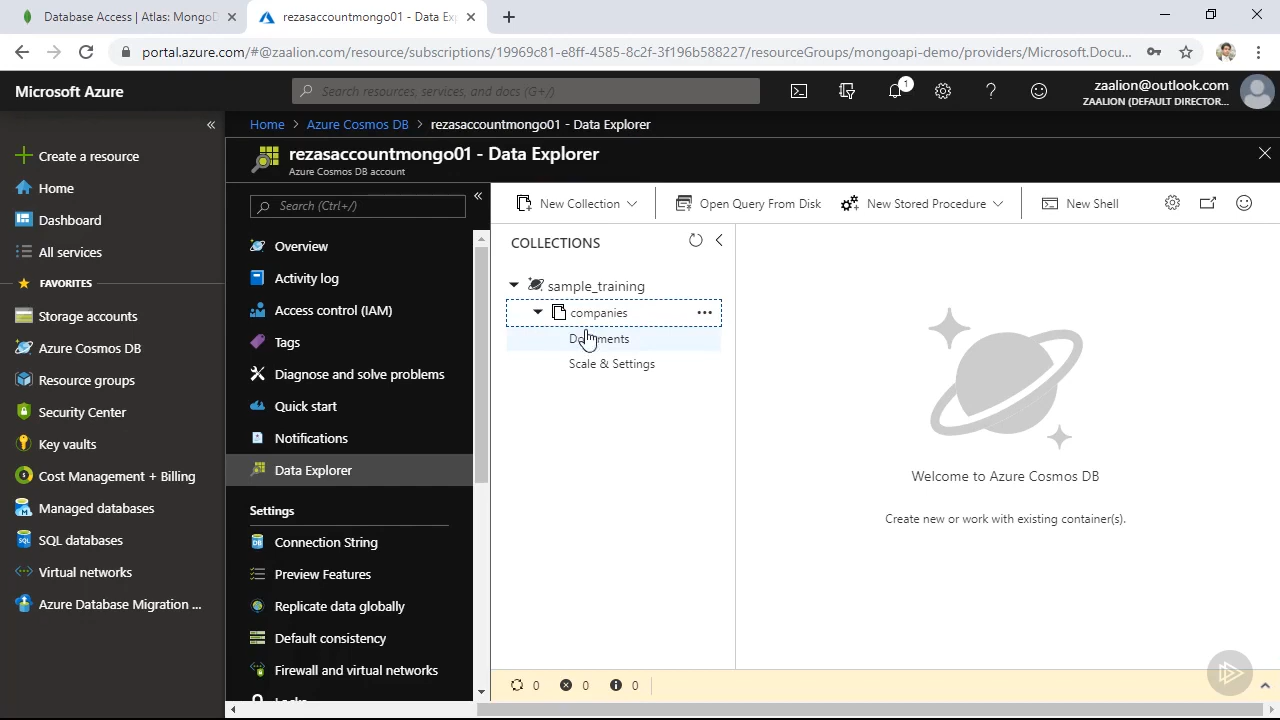 Database Access | Atlas: MongoD
rezasaccountmongo01 - Data Ex
portal.azure.com/#@zaalion.com/resource/subscriptions/19969c81-e8ff-4585-8c2f-3f196b588227/resourceGroups/mongoapi-demo/providers/Microsoft.Docu...
Microsoft Azure
Search resources, services, and docs (G+/)
1
zaalion@outlook.com
ZAALION (DEFAULT DIRECTOR...
Home > Azure Cosmos DB > rezasaccountmongo01 - Data Explorer
rezasaccountmongo01 - Data Explorer
Azure Cosmos DB account
Create a resource
Home
Dashboard
All services
FAVORITES
Storage accounts
Azure Cosmos DB
Resource groups
Security Center
Key vaults
Cost Management + Billing
Managed databases
SQL databases
Virtual networks
Azure Database Migration ...
Search (Ctrl+/)
Overview
Activity log
Access control (IAM)
Tags
Diagnose and solve problems
Quick start
Notifications
Data Explorer
Settings
Connection String
Preview Features
Replicate data globally
Default consistency
Firewall and virtual networks
Locks
New Collection
Open Query From Disk
New Stored Procedure
New Shell
COLLECTIONS
sample_training
companies
Documents
Scale & Settings
Welcome to Azure Cosmos DB
Create new or work with existing container(s).
0 0 0